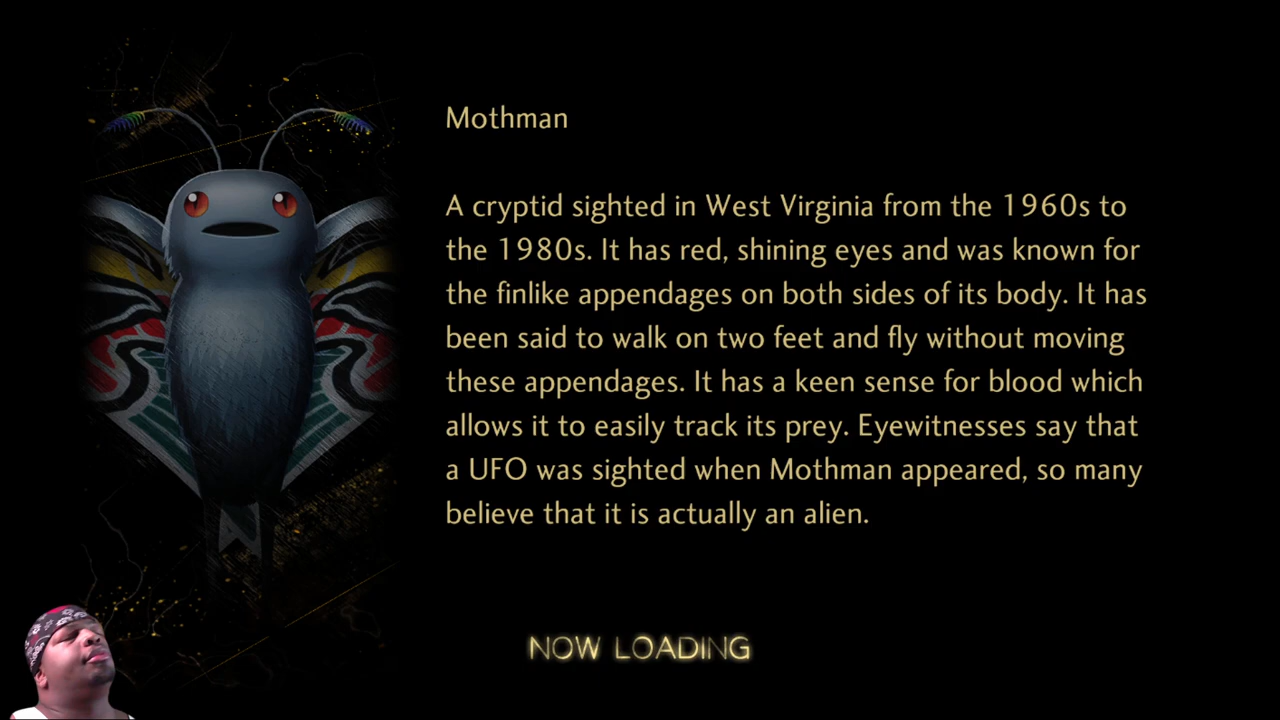 Mothman
A cryptid sighted in West Virginia from the 1960s to
the 1980s. It has red, shining eyes and was known for
the finlike appendages on both sides of its body. It has
been said to walk on two feet and fly without moving
these appendages. It has a keen sense for blood which
allows it to easily track its prey. Eyewitnesses say that
a UFO was sighted when Mothman appeared, so many
believe that it is actually an alien.
NOW LOADING